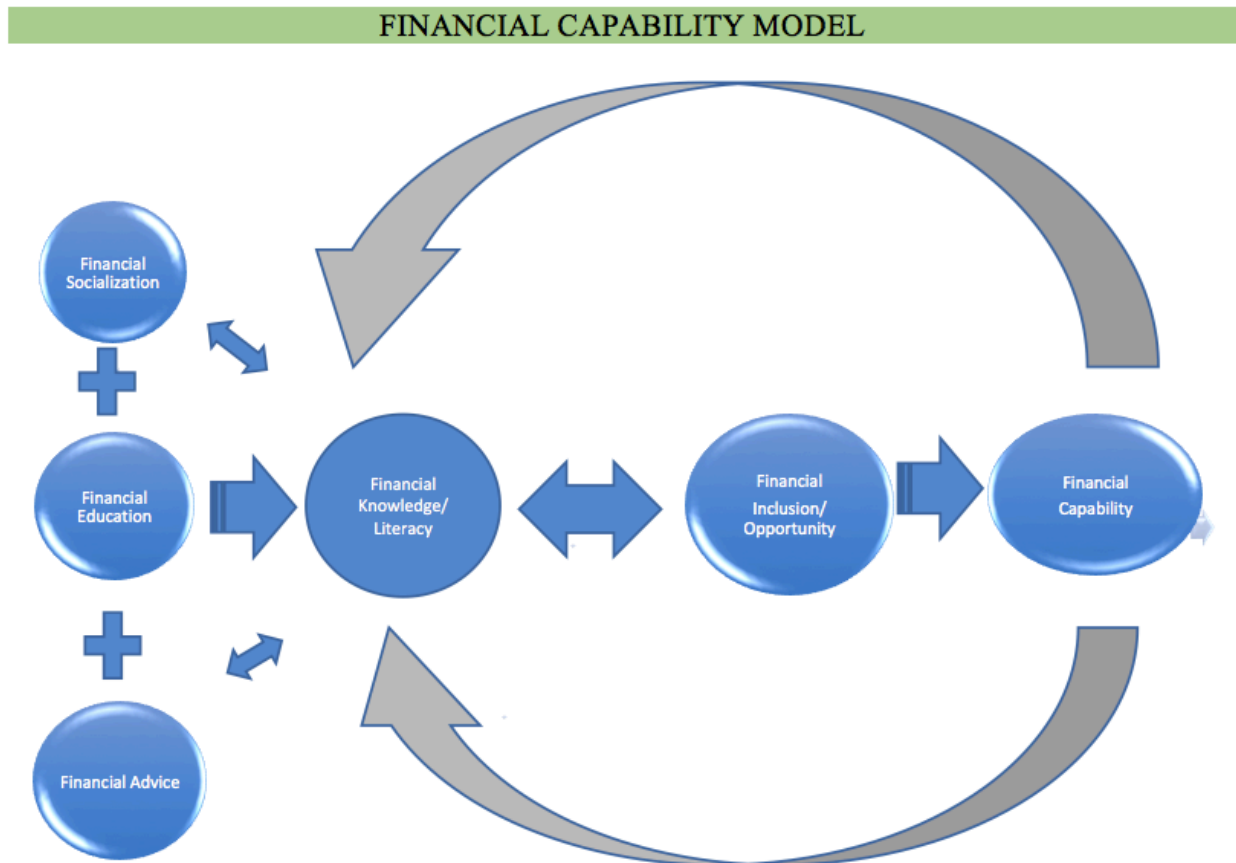 FINANCIAL CAPABILITY MODEL
Financial
Socialization
Financial
Education
Financial Advice
Financial
Knowledge/
Literacy
Financial
Inclusion/
Opportunity
Financial
Capability